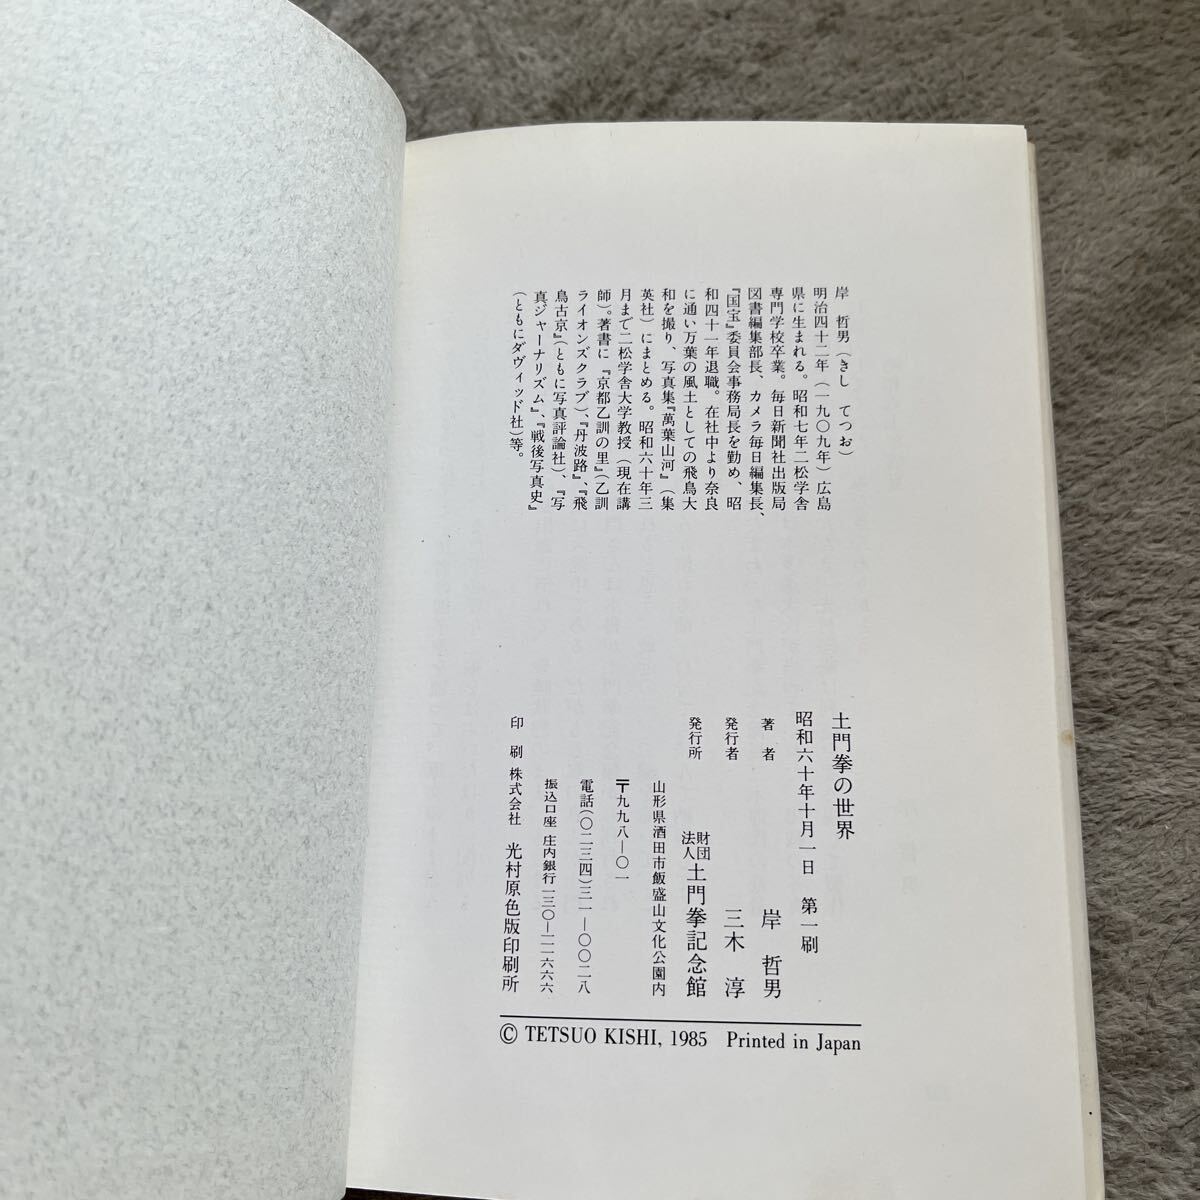 岸　哲男（きし　てつお）
明治四十二年（一九〇九年）広島
県に生まれる。昭和七年二松学舎
専門学校卒業。毎日新聞社出版局
図書編集部長、カメラ毎日編集長、
『国宝』委員会事務局長を勤め、昭
和四十一年退職。在社中より奈良
に通い万葉の風土としての飛鳥大
和を撮り、写真集『萬葉山河』（集
英社）にまとめる。昭和六十年三
月まで二松学舎大学教授（現在講
師）。著書に『京都乙訓の里』（乙訓
ライオンズクラブ）、『丹波路』、『飛
鳥古京』（ともに写真評論社）、『写
真ジャーナリズム』、『戦後写真史』
（ともにダヴィッド社）等。
土門拳の世界
昭和六十年十月一日　第一刷
著　者　岸　哲男
発行者　三木　淳
発行所　財団法人 土門拳記念館
山形県酒田市飯盛山文化公園内
〒九九八―〇一
電話（〇二三四）三一―〇〇二八
振込口座　庄内銀行一三〇―一一六六六
印　刷　株式会社　光村原色版印刷所
© TETSUO KISHI, 1985　Printed in Japan